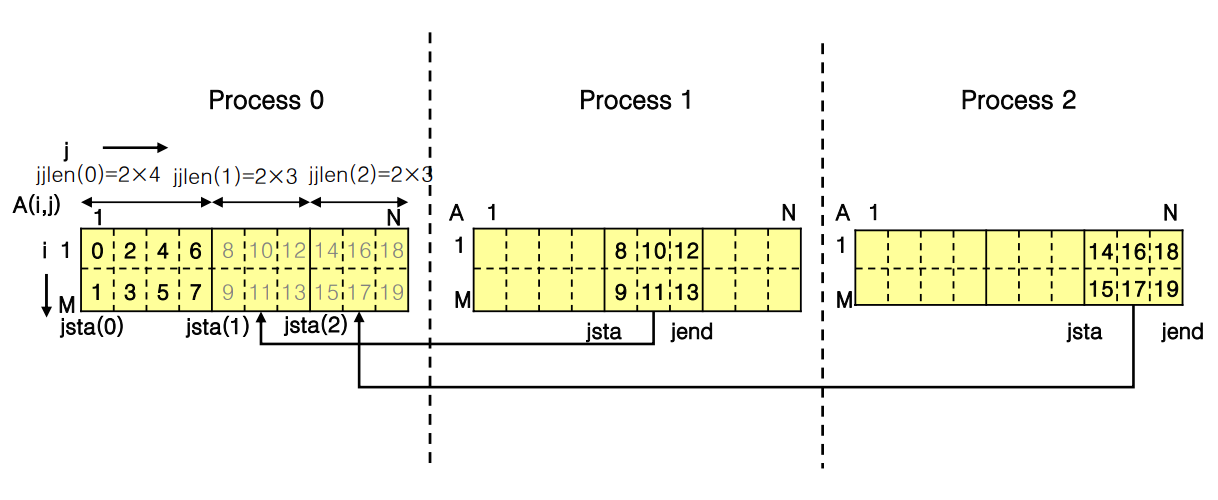 Process 0
Process 1
Process 2
j
jjlen(0)=2×4 jjlen(1)=2×3 jjlen(2)=2×3
A(i,j)
1 N
A 1 N
A 1 N
i 1 0 2 4 6 8 10 12 14 16 18
M 1 3 5 7 9 11 13 15 17 19
jsta(0) jsta(1) jsta(2)
1 8 10 12
M 9 11 13
jsta jend
1 14 16 18
M 15 17 19
jsta jend